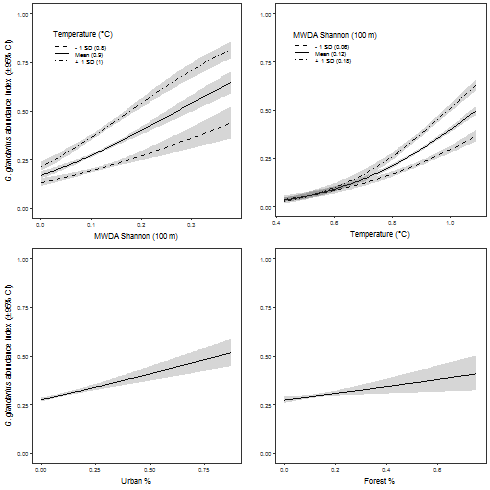 Temperature (°C)
- 1 SD (0.8)
Mean (0.9)
+ 1 SD (1)
1.00
0.75
0.50
0.25
0.00
0.0
0.1
0.2
0.3
MWDA Shannon (100 m)
G. glandarius abundance index (±95% CI)
MWDA Shannon (100 m)
- 1 SD (0.06)
Mean (0.12)
+ 1 SD (0.18)
1.00
0.75
0.50
0.25
0.00
0.4
0.6
0.8
1.0
Temperature (°C)
1.00
0.75
0.50
0.25
0.00
0.00
0.25
0.50
0.75
Urban %
G. glandarius abundance index (±95% CI)
1.00
0.75
0.50
0.25
0.00
0.0
0.2
0.4
0.6
Forest %